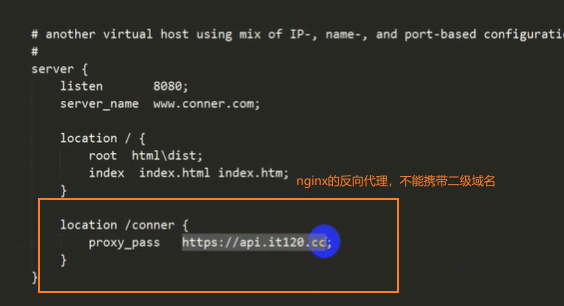 # another virtual host using mix of IP-, name-, and port-based
#
server {
listen 8080;
server_name www.conner.com;
location / {
root html\dist;
index index.html index.htm;
nginx的反向代理，不能携带二级域名
}
location /conner {
proxy_pass https://api.it120.cc;
}
}